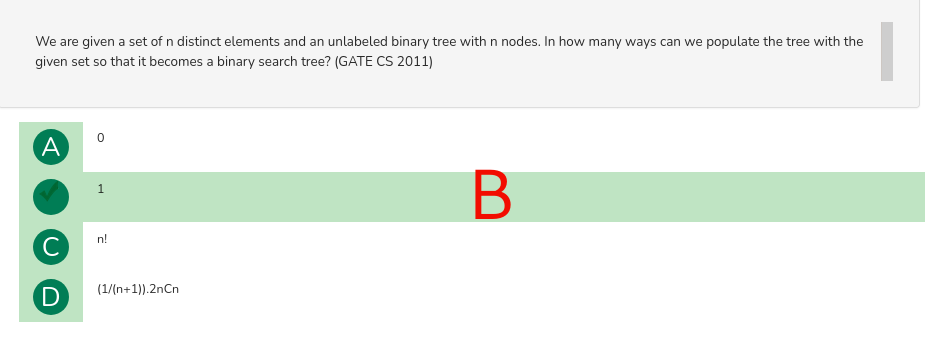 We are given a set of n distinct elements and an unlabeled binary tree with n nodes. In how many ways can we populate the tree with the
given set so that it becomes a binary search tree? (GATE CS 2011)
A 0
1 B
C n!
D (1/(n+1)).2nCn